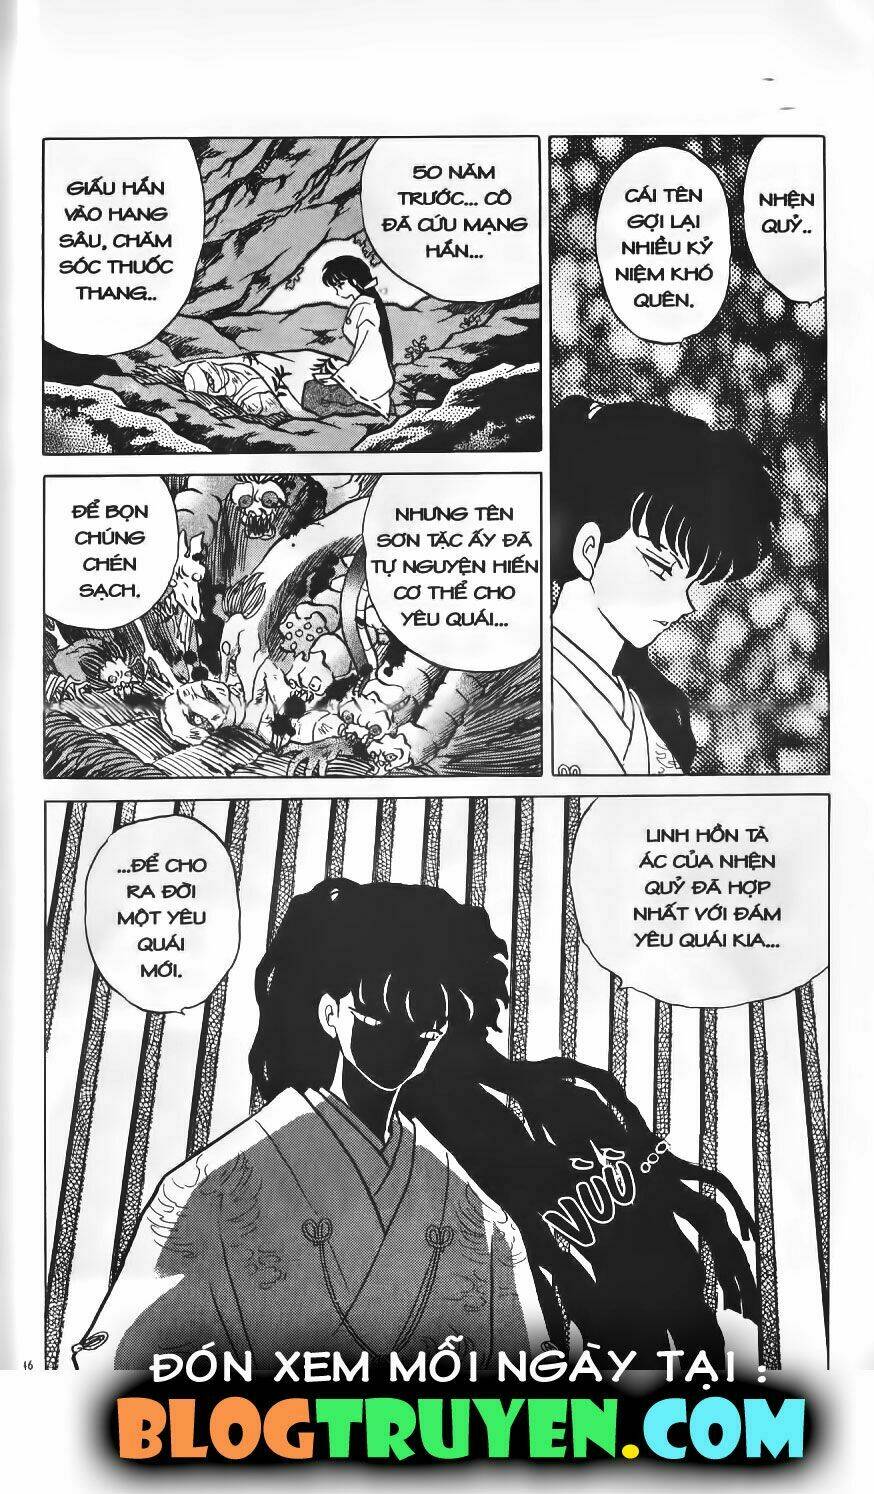 NHỆN
QUỶ..
CÁI TÊN
GỢI LẠI
NHIỀU KỶ
NIỆM KHÓ
QUÊN.
50 NĂM
TRƯỚC... CÔ
ĐÃ CỨU MẠNG
HẮN...
GIẤU HẮN
VÀO HANG
SÂU, CHĂM
SÓC THUỐC
THANG..
NHƯNG TÊN
SƠN TẶC ẤY ĐÃ
TỰ NGUYỆN HIẾN
CƠ THỂ CHO
YÊU QUÁI...
ĐỂ BỌN
CHÚNG
CHÉN
SẠCH.
LINH HỒN TÀ
ÁC CỦA NHỆN
QUỶ ĐÃ HỢP
NHẤT VỚI ĐÁM
YÊU QUÁI KIA...
...ĐỂ CHO
RA ĐỜI
MỘT YÊU
QUÁI
MỚI.
VÙÙ
46
ĐÓN XEM MỖI NGÀY TẠI :
BLOGTRUYEN.COM